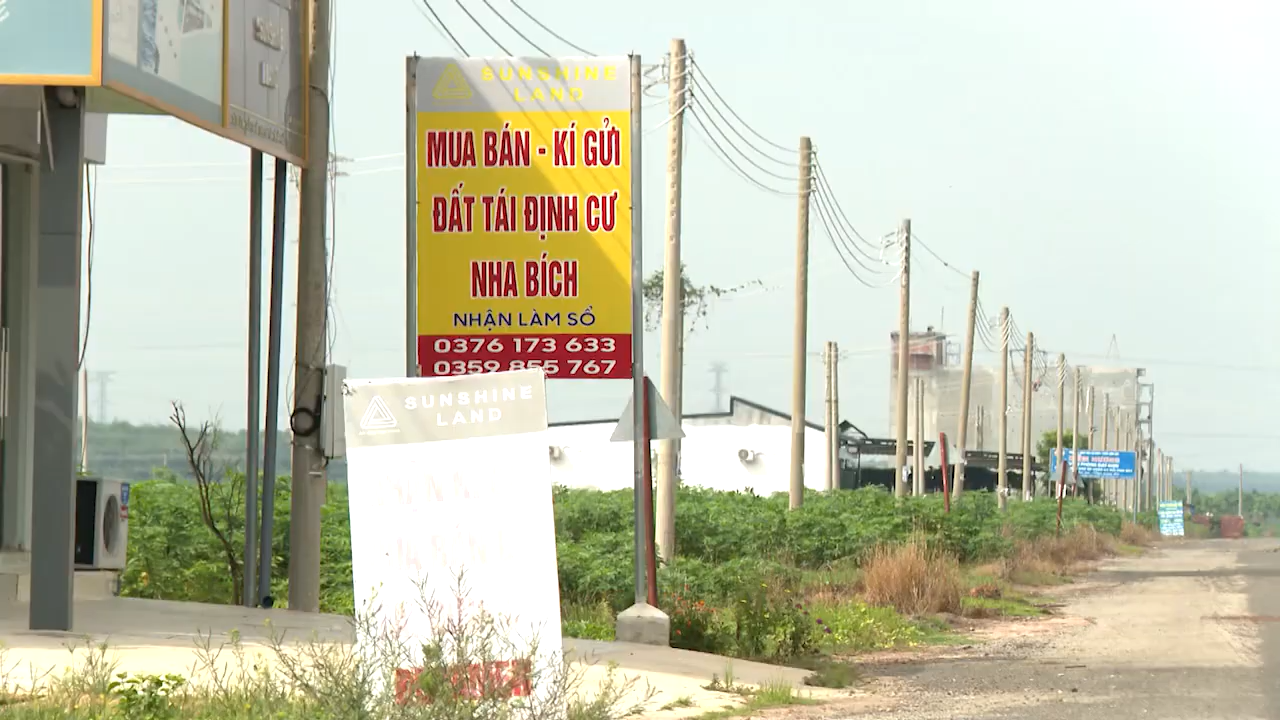 SUNSHINE
LAND
MUA BÁN - KÍ GỬI
ĐẤT TÁI ĐỊNH CƯ
NHA BÍCH
NHẬN LÀM SỔ
0376 173 633
0359 855 767
SUNSHINE
LAND